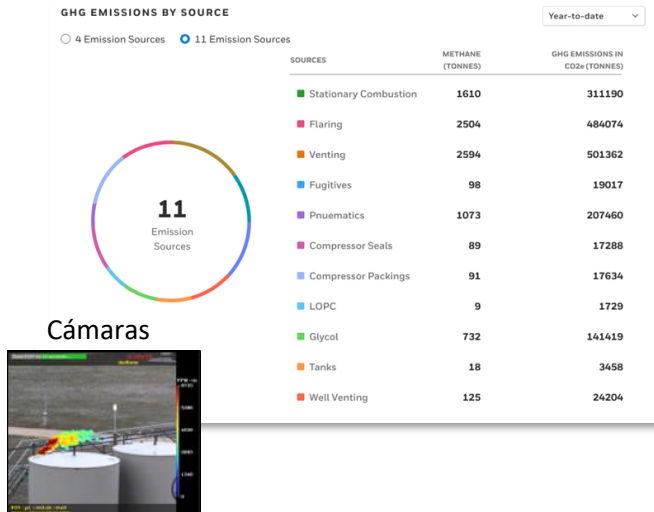 GHG EMISSIONS BY SOURCE
Year-to-date
4 Emission Sources 11 Emission Sources
SOURCES METHANE (TONNES) GHG EMISSIONS IN CO2e (TONNES)
Stationary Combustion 1610 311190
Flaring 2504 484074
Venting 2594 501362
Fugitives 98 19017
Pnuematics 1073 207460
Compressor Seals 89 17288
Compressor Packings 91 17634
LOPC 9 1729
Glycol 732 141419
Tanks 18 3458
Well Venting 125 24204
11
Emission
Sources
Cámaras